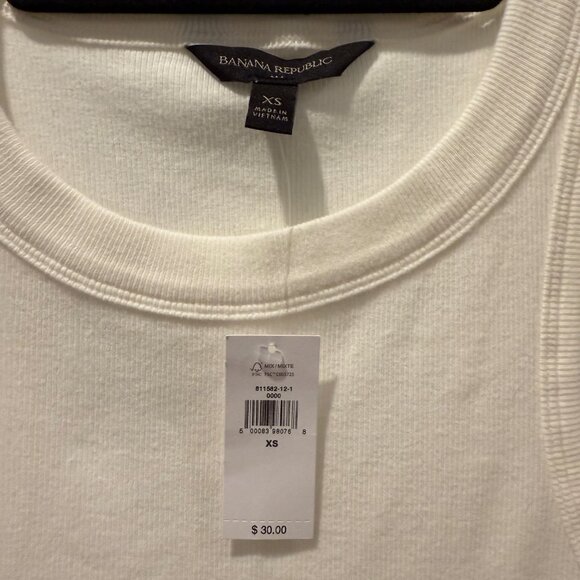 BANANA REPUBLIC
XS
MADE IN
VIETNAM
MIX / MIXTE
811582-12-1
0000
5 00083 98076 8
XS
$ 30.00